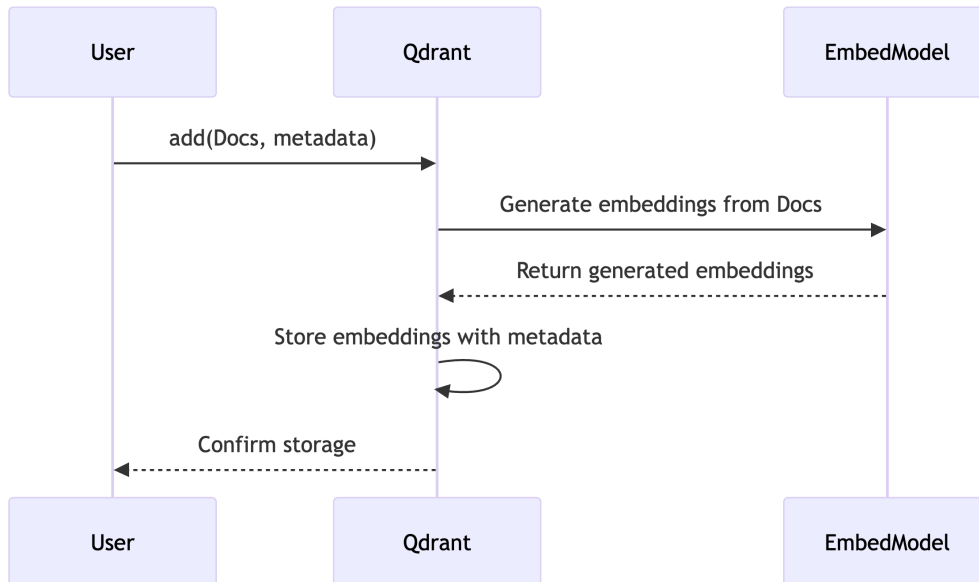 User
Qdrant
EmbedModel
add(Docs, metadata)
Generate embeddings from Docs
Return generated embeddings
Store embeddings with metadata
Confirm storage
User
Qdrant
EmbedModel